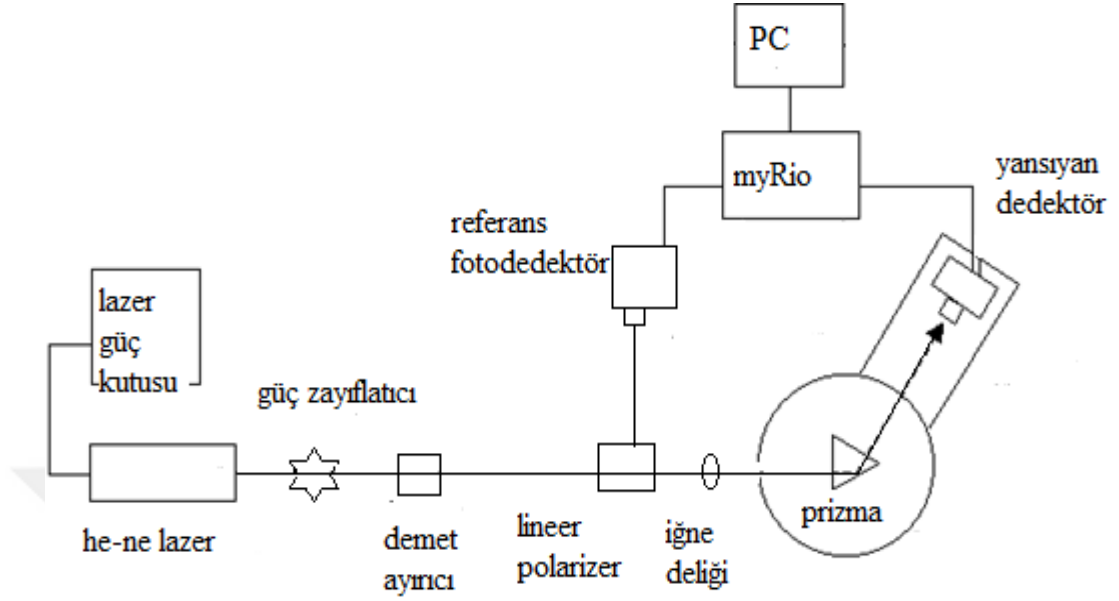 PC
myRio
yansıyan
dedektör
referans
fotodedektör
lazer
güç
kutusu
güç zayıflatıcı
he-ne lazer
demet
ayırıcı
lineer
polarizer
iğne
deliği
prizma